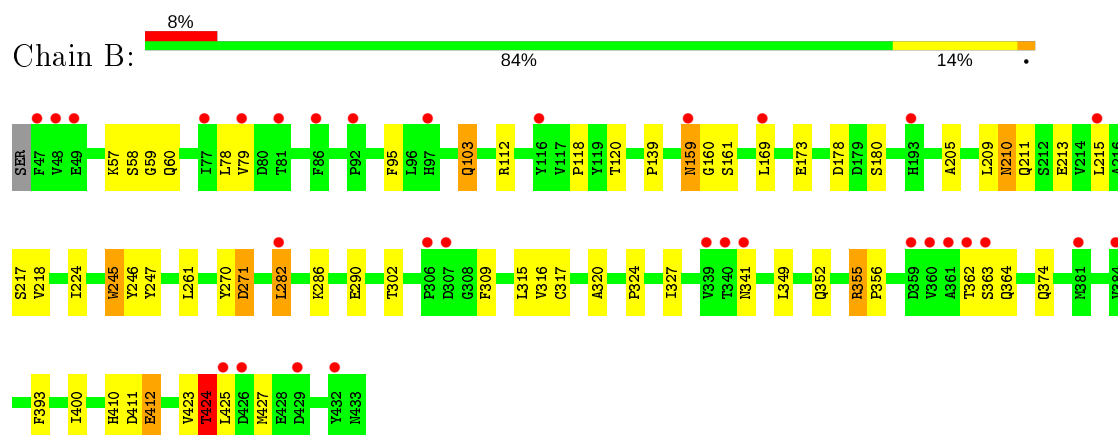 8%
Chain B:
84% 14% •
SER F47 V48 E49 K57 S58 G59 Q60 I77 L78 V79 D80 T81 F86 P92 F95 L96 H97 Q103 R112 Y116 V117 P118 Y119 T120 P139 N159 G160 S161 L169 E173 D178 D179 S180 H193 A205 L209 N210 Q211 S212 E213 V214 L215 A216
S217 V218 I224 W245 Y246 Y247 L261 Y270 D271 L282 K286 E290 T302 P306 D307 G308 F309 L315 V316 C317 A320 P324 I327 V339 T340 N341 L349 Q352 R355 P356 D359 V360 A361 T362 S363 Q364 Q374 M381 V384
F393 I400 H410 D411 E412 V423 T424 L425 D426 M427 E428 D429 Y432 N433